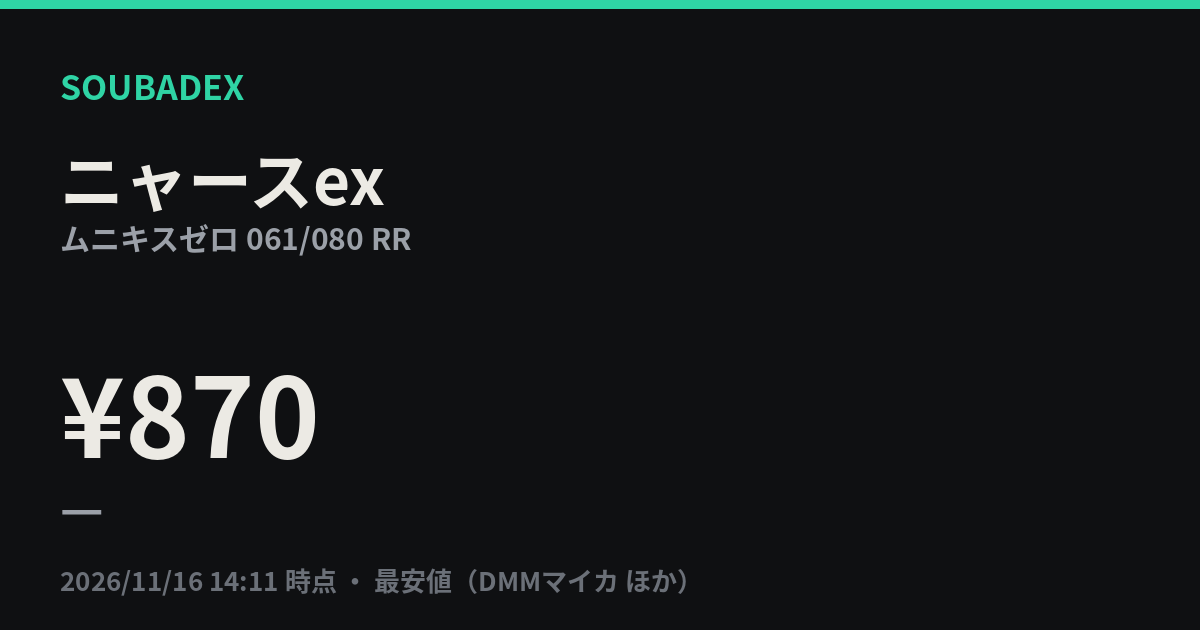 SOUBADEX
ニャースex
ムニキスゼロ 061/080 RR
¥870
—
2026/11/16 14:11 時点 ・ 最安値（DMMマイカ ほか）